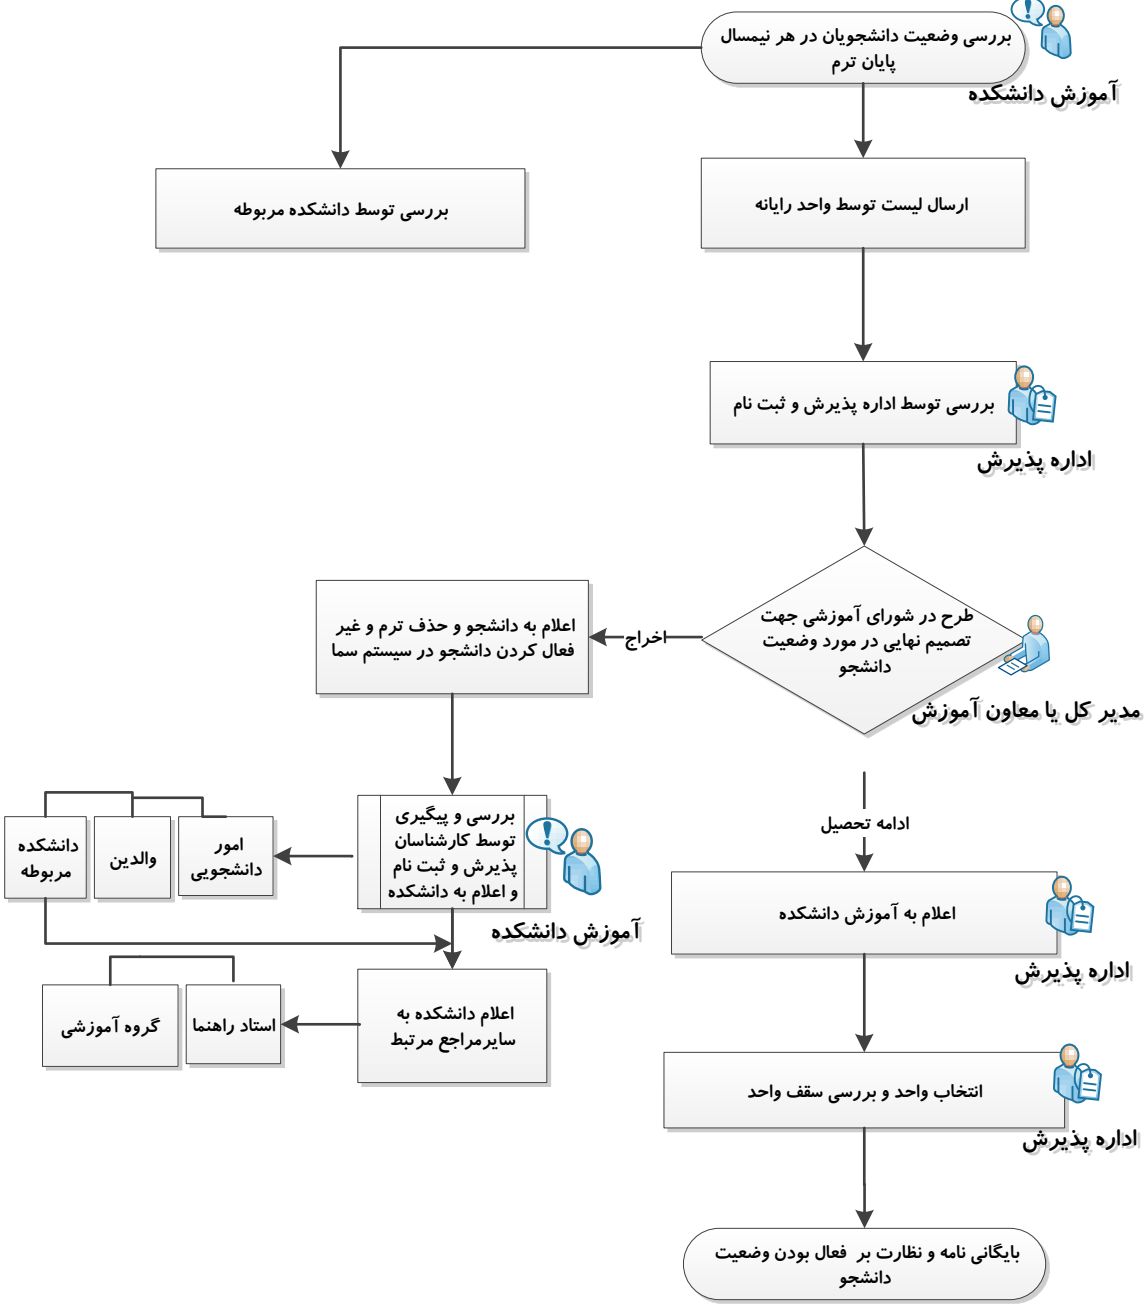 بررسی وضعیت دانشجویان در هر نیمسال
پایان ترم
آموزش دانشکده
ارسال لیست توسط واحد رایانه
بررسی توسط دانشکده مربوطه
بررسی توسط اداره پذیرش و ثبت نام
اداره پذیرش
طرح در شورای آموزشی جهت
تصمیم نهایی در مورد وضعیت
دانشجو
مدیر کل یا معاون آموزش
اخراج
اعلام به دانشجو و حذف ترم و غیر
فعال کردن دانشجو در سیستم سما
بررسی و پیگیری
توسط کارشناسان
پذیرش و ثبت نام
و اعلام به دانشکده
آموزش دانشکده
امور
دانشجویی
والدین
دانشکده
مربوطه
اعلام دانشکده به
سایرمراجع مرتبط
استاد راهنما
گروه آموزشی
ادامه تحصیل
اعلام به آموزش دانشکده
اداره پذیرش
انتخاب واحد و بررسی سقف واحد
اداره پذیرش
بایگانی نامه و نظارت بر فعال بودن وضعیت
دانشجو